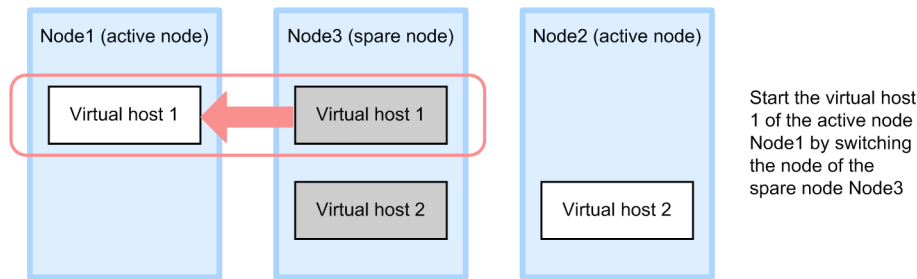 Node1 (active node)
Node3 (spare node)
Node2 (active node)
Virtual host 1
Virtual host 1
Virtual host 2
Virtual host 2
Start the virtual host
1 of the active node
Node1 by switching
the node of the
spare node Node3